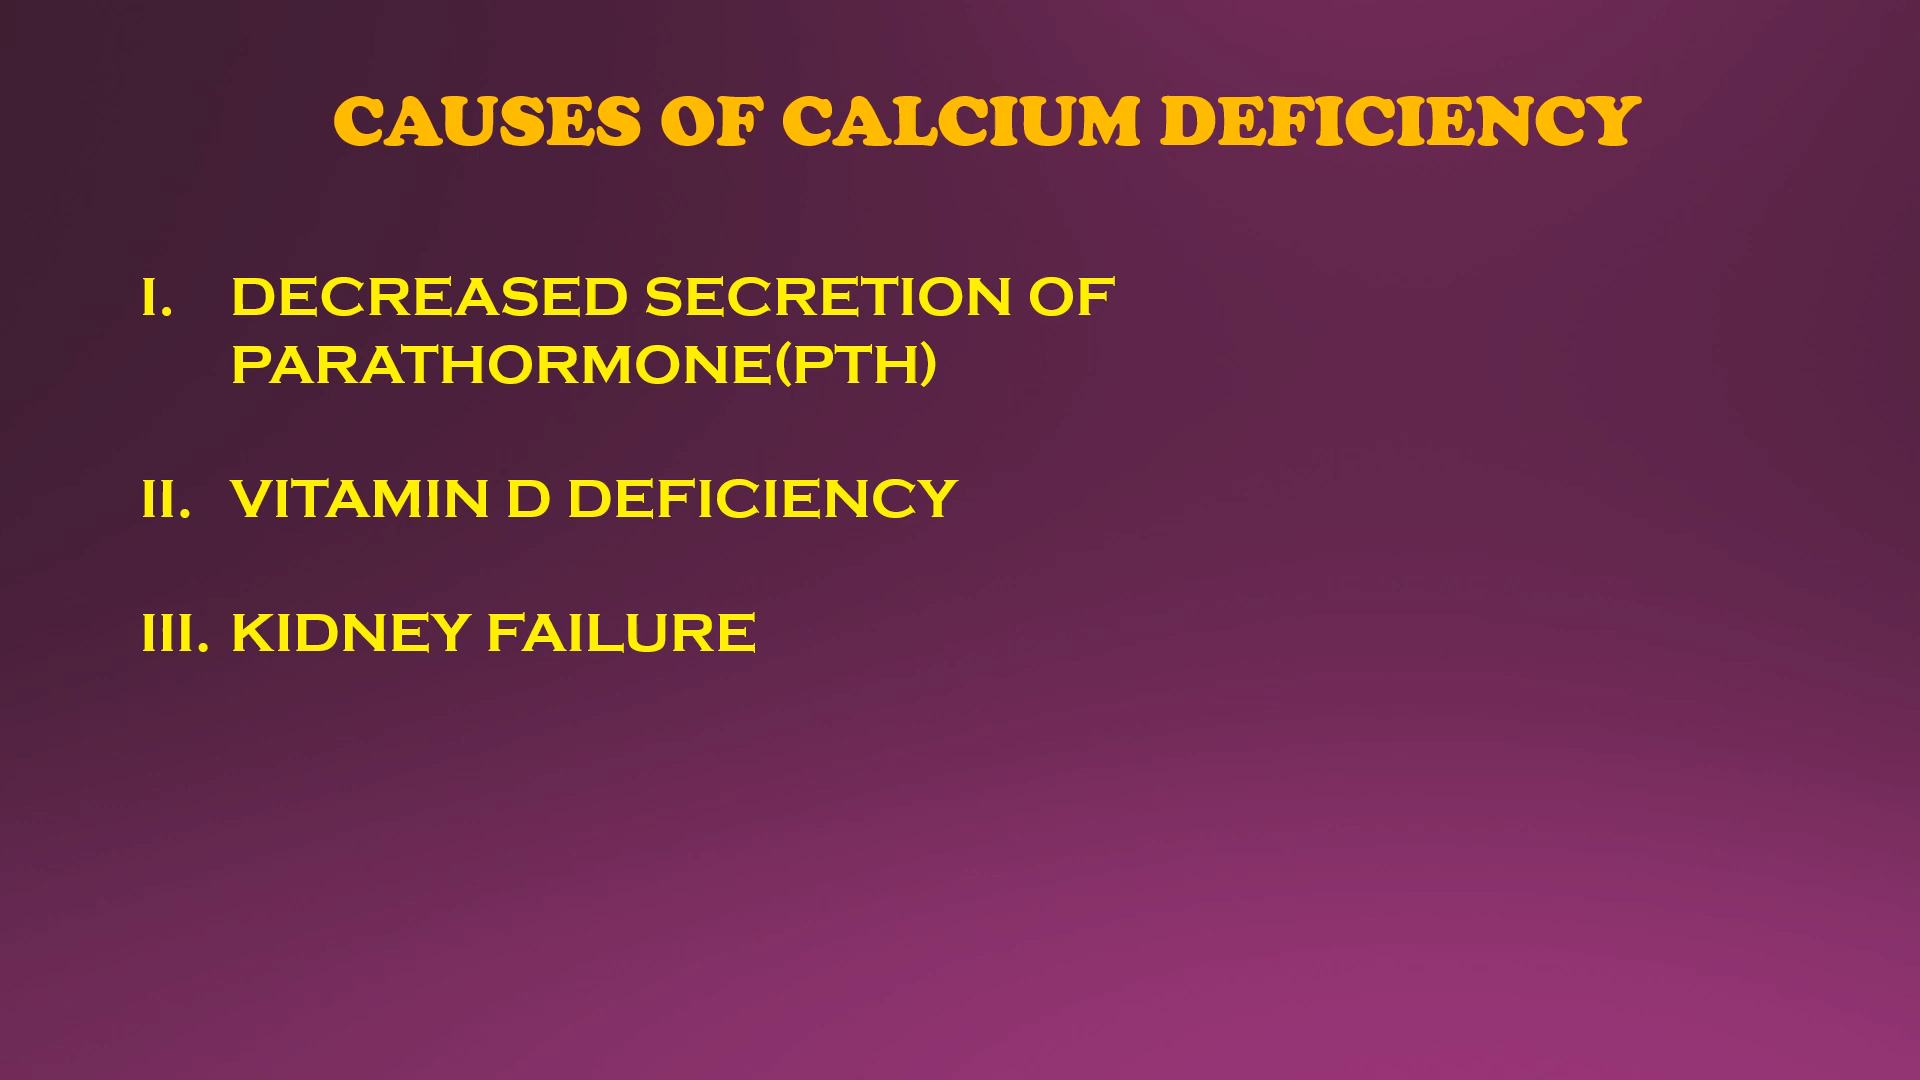 CAUSES OF CALCIUM DEFICIENCY
I. DECREASED SECRETION OF
PARATHORMONE(PTH)
II. VITAMIN D DEFICIENCY
III. KIDNEY FAILURE